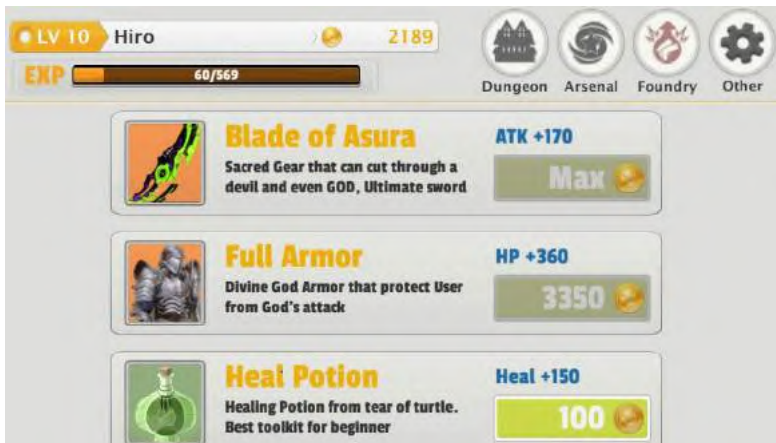 LV 10 Hiro 2189
EXP 60/569
Dungeon Arsenal Foundry Other
Blade of Asura ATK +170
Sacred Gear that can cut through a
devil and even GOD, Ultimate sword
Max
Full Armor HP +360
Divine God Armor that protect User
from God's attack
3350
Heal Potion Heal +150
Healing Potion from tear of turtle.
Best toolkit for beginner
100